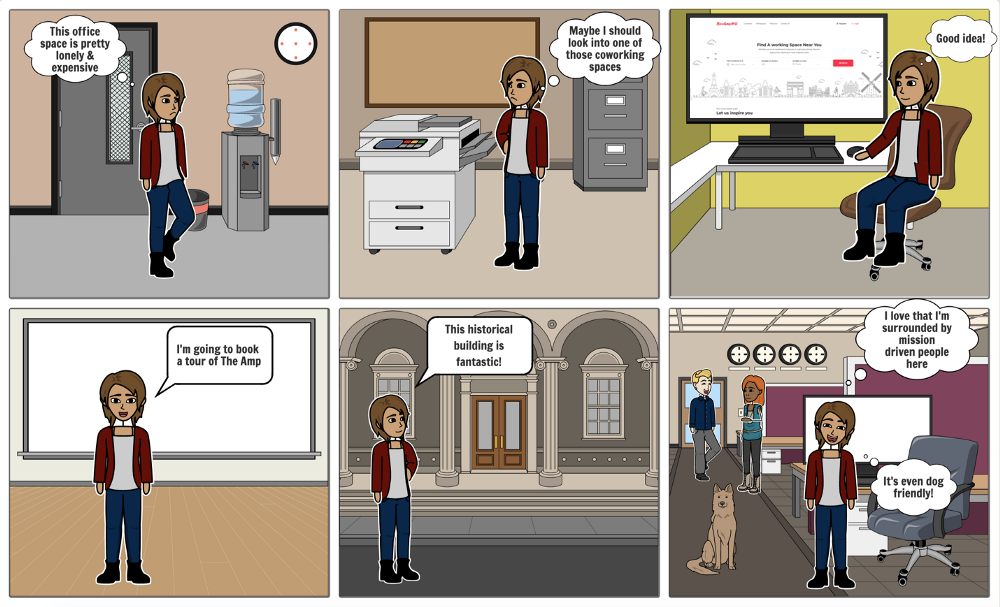 This office
space is pretty
lonely &
expensive
Maybe I should
look into one of
those coworking
spaces
Good idea!
Find A working Space Near You
Let us inspire you
I'm going to book
a tour of The Amp
This historical
building is
fantastic!
I love that I'm
surrounded by
mission
driven people
here
It's even dog
friendly!